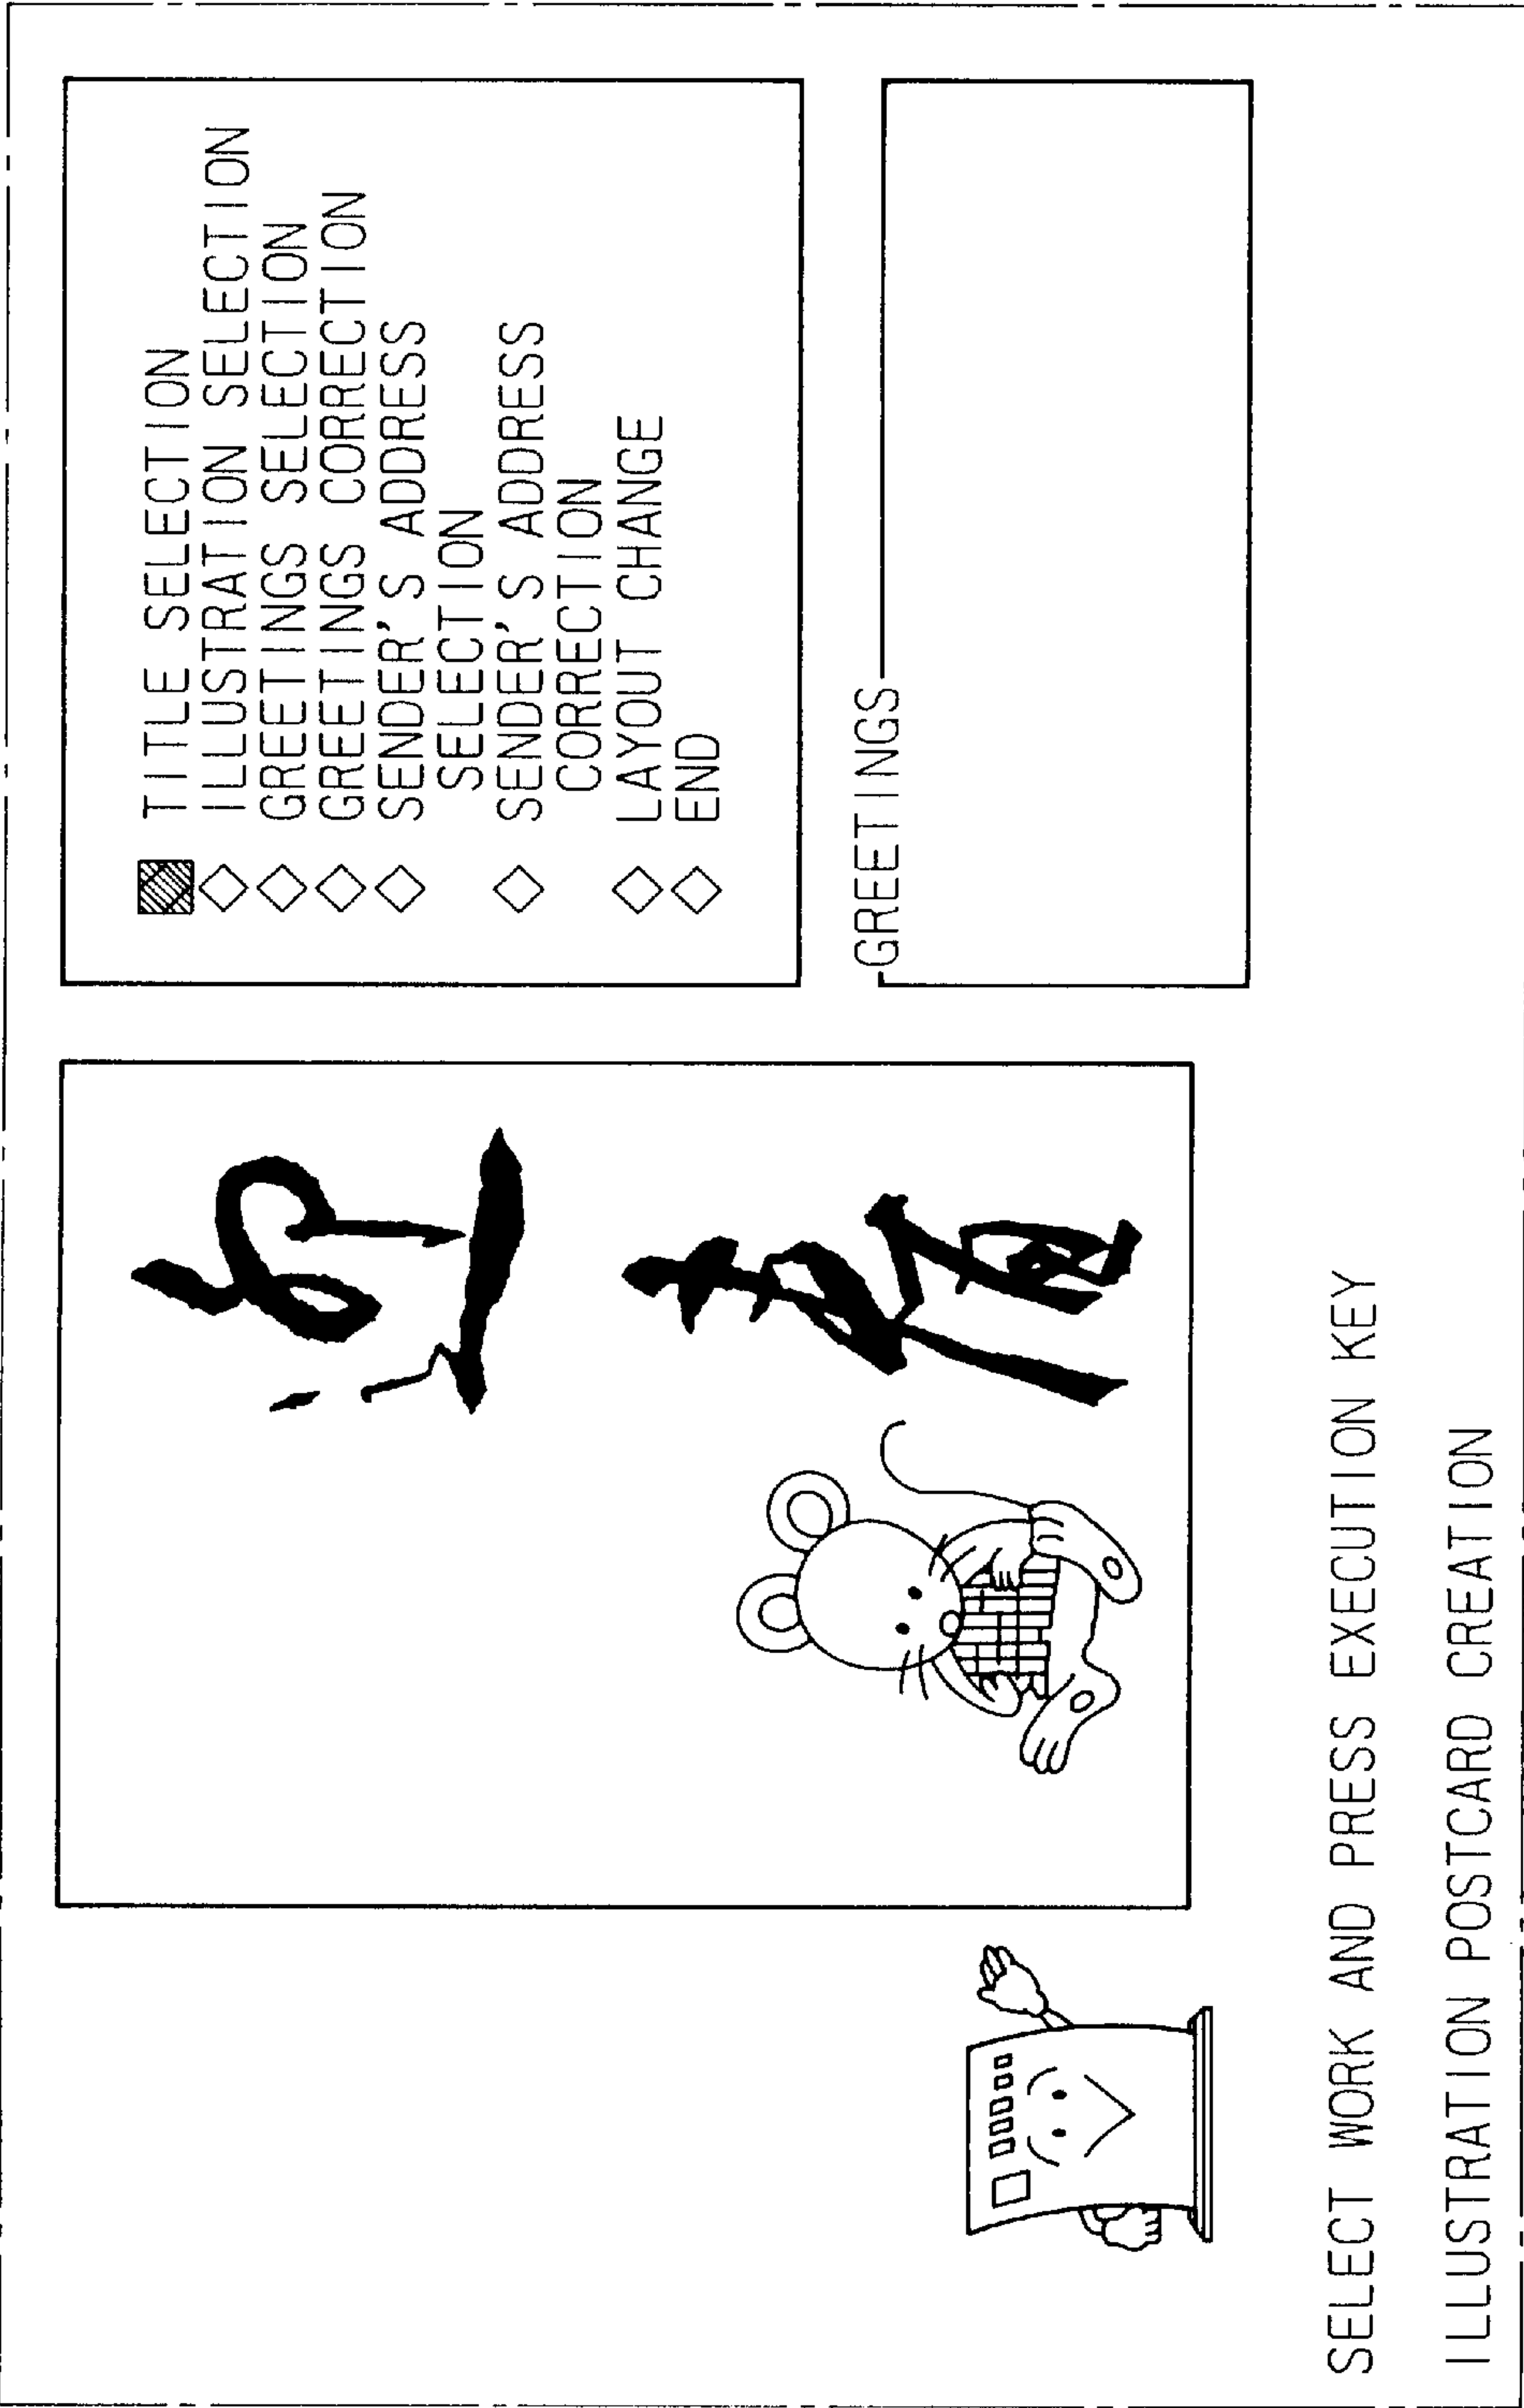 TITLE SELECTION
ILLUSTRATION SELECTION
GREETINGS SELECTION
GREETINGS CORRECTION
SENDER'S ADDRESS
SELECTION
SENDER'S ADDRESS
CORRECTION
LAYOUT CHANGE
END
GREETINGS
SELECT WORK AND PRESS EXECUTION KEY
ILLUSTRATION POSTCARD CREATION